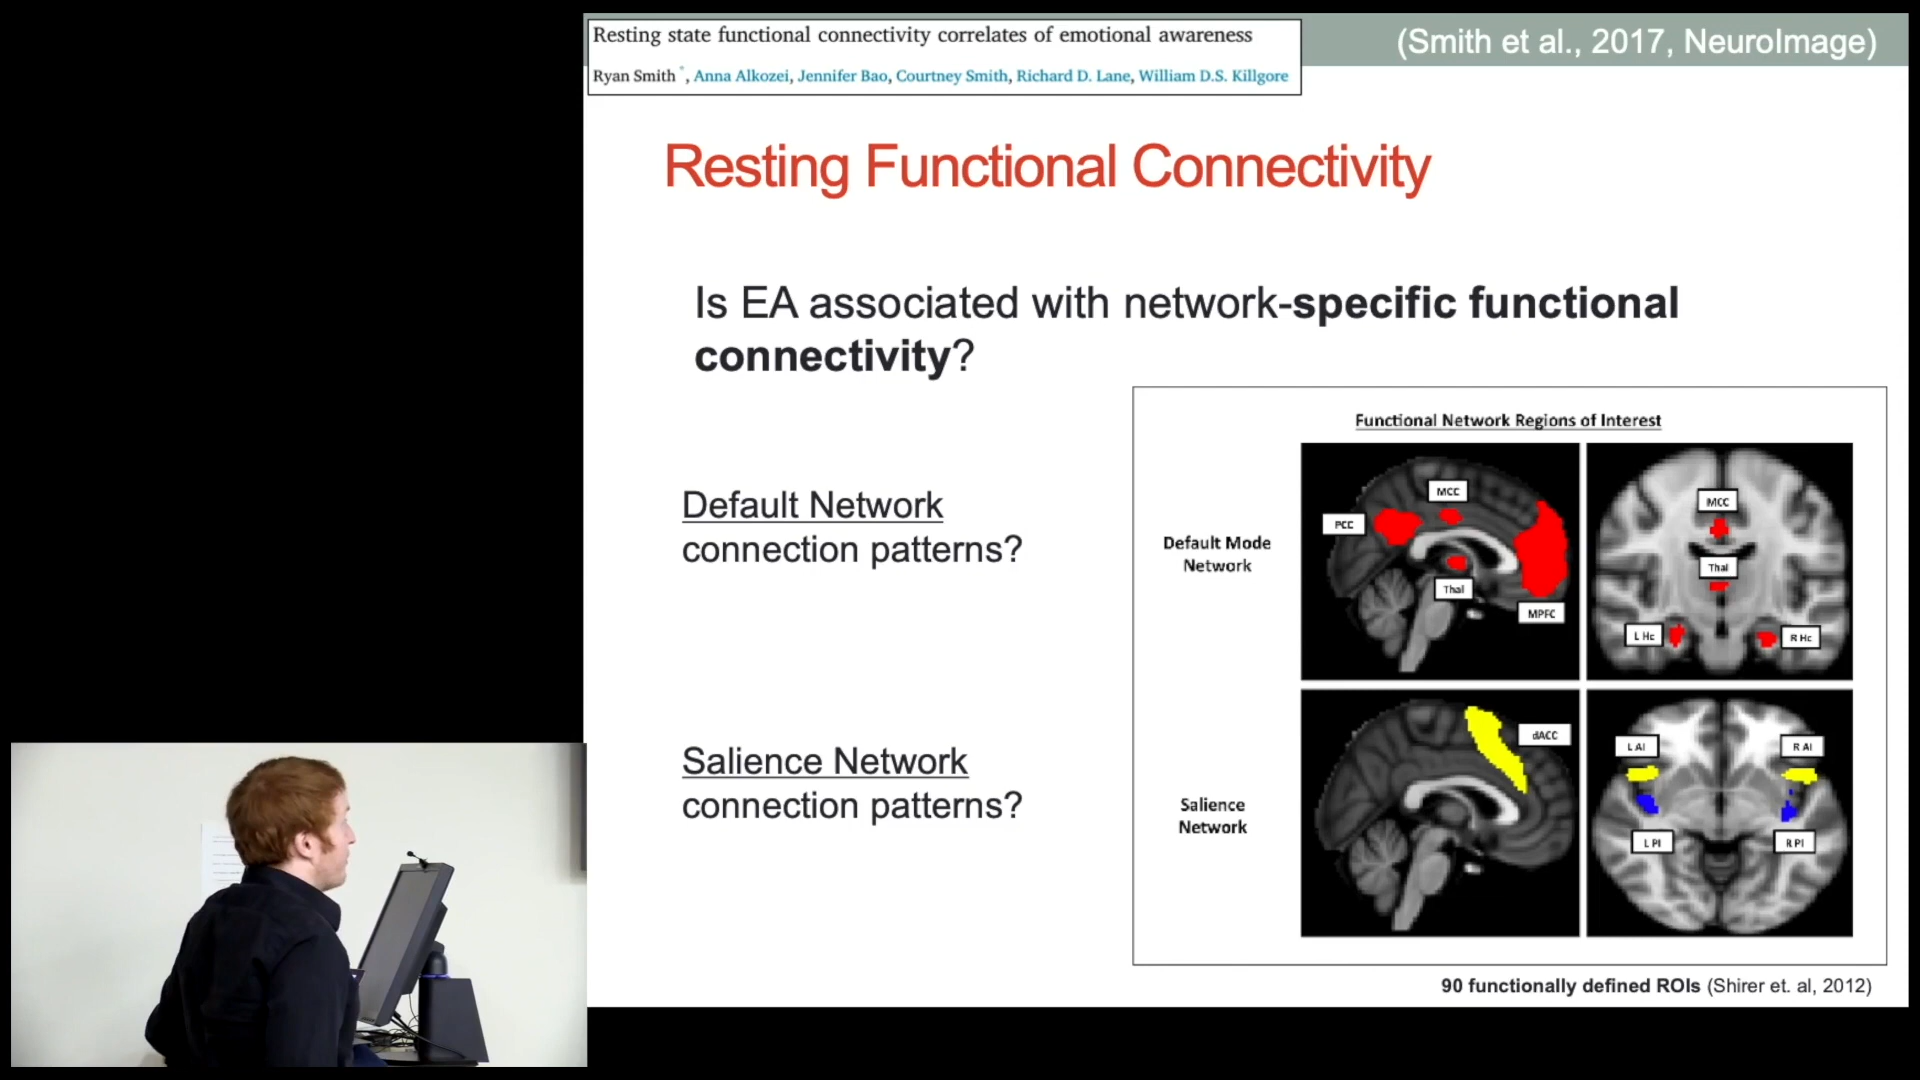 Resting state functional connectivity correlates of emotional awareness
(Smith et al., 2017, NeuroImage)
Ryan Smith *, Anna Alkozei, Jennifer Bao, Courtney Smith, Richard D. Lane, William D.S. Killgore
Resting Functional Connectivity
Is EA associated with network-specific functional
connectivity?
Default Network
connection patterns?
Salience Network
connection patterns?
Functional Network Regions of Interest
Default Mode
Network
PCC
MCC
Thal
MPFC
MCC
Thal
L Hc
R Hc
Salience
Network
dACC
L AI
R AI
L PI
R PI
90 functionally defined ROIs (Shirer et. al, 2012)